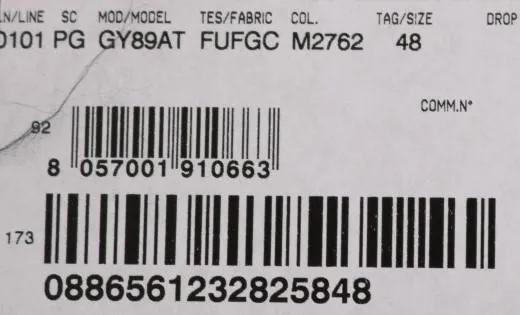 LN/LINE SC MOD/MODEL TES/FABRIC COL. TAG/SIZE DROP
0101 PG GY89AT FUFGC M2762 48
COMM.N°
92
8 057001 910663
173
0886561232825848